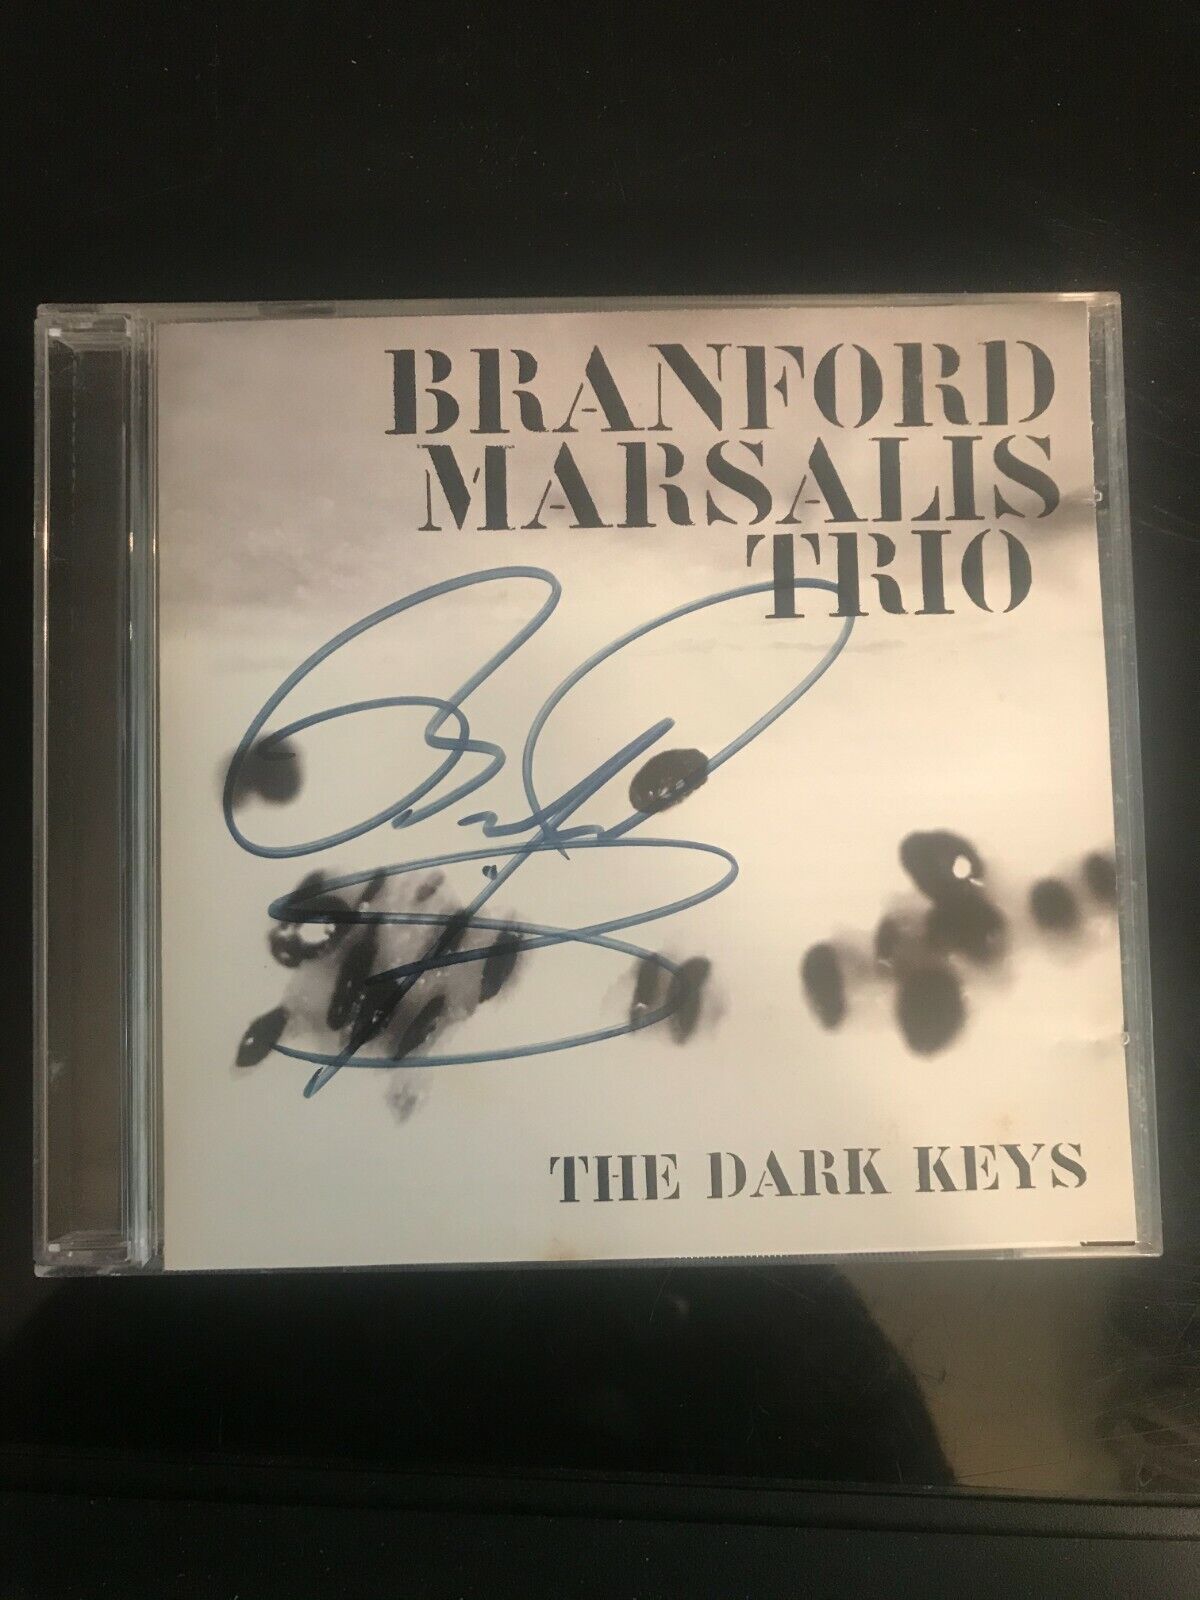 BRANFORD
MARSALIS
TRIO
THE DARK KEYS